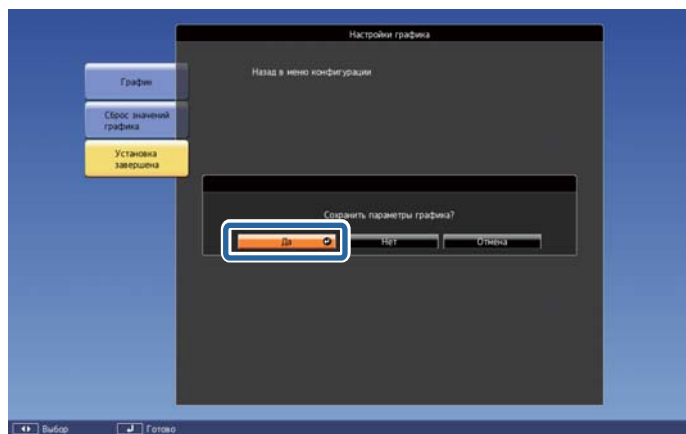 Настройки графика
График
Назад в меню конфигурации
Сброс значений
графика
Установка
завершена
Сохранить параметры графика?
Да Нет Отмена
Выбор Готово